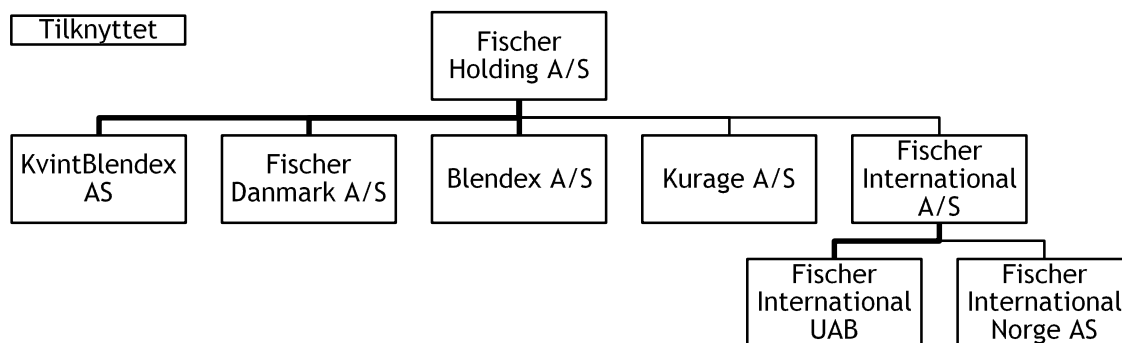 Tilknyttet
Fischer
Holding A/S
KvintBlendex
AS
Fischer
Danmark A/S
Blendex A/S
Kurage A/S
Fischer
International
A/S
Fischer
International
UAB
Fischer
International
Norge AS